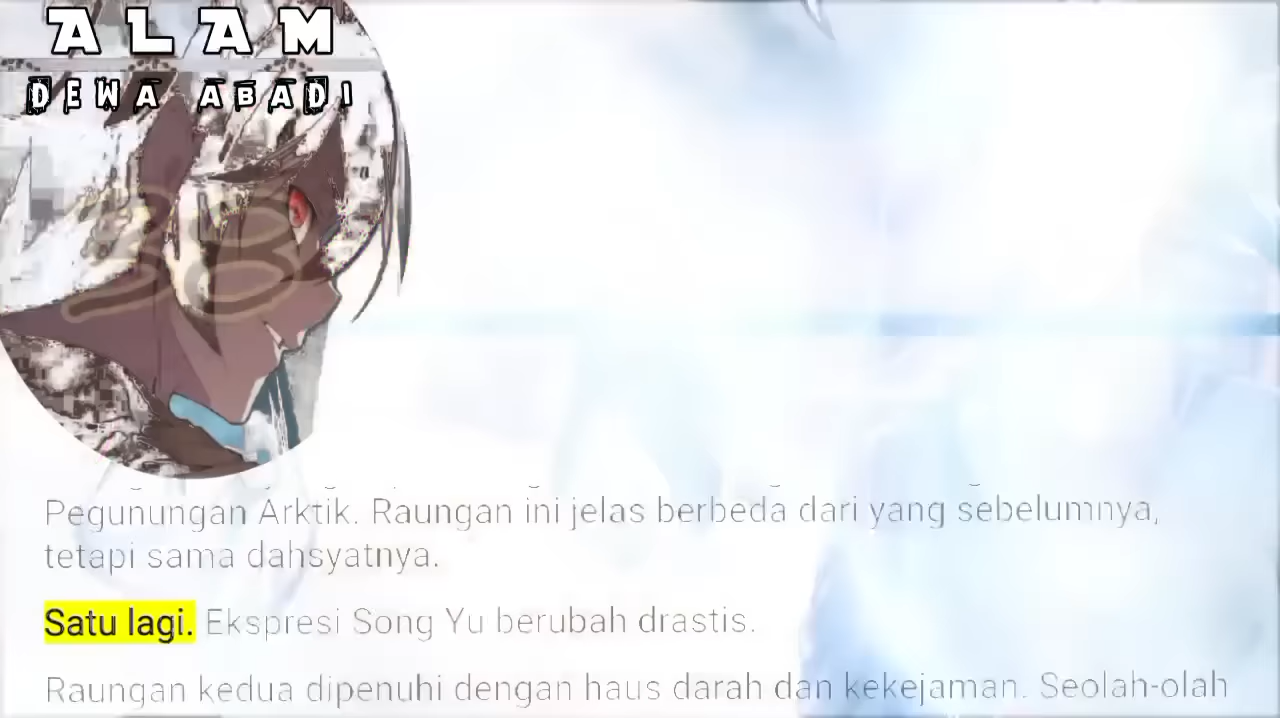 ALAM
DEWA ABADI
38
Pegunungan Arktik. Raungan ini jelas berbeda dari yang sebelumnya,
tetapi sama dahsyatnya.
Satu lagi. Ekspresi Song Yu berubah drastis.
Raungan kedua dipenuhi dengan haus darah dan kekejaman. Seolah-olah